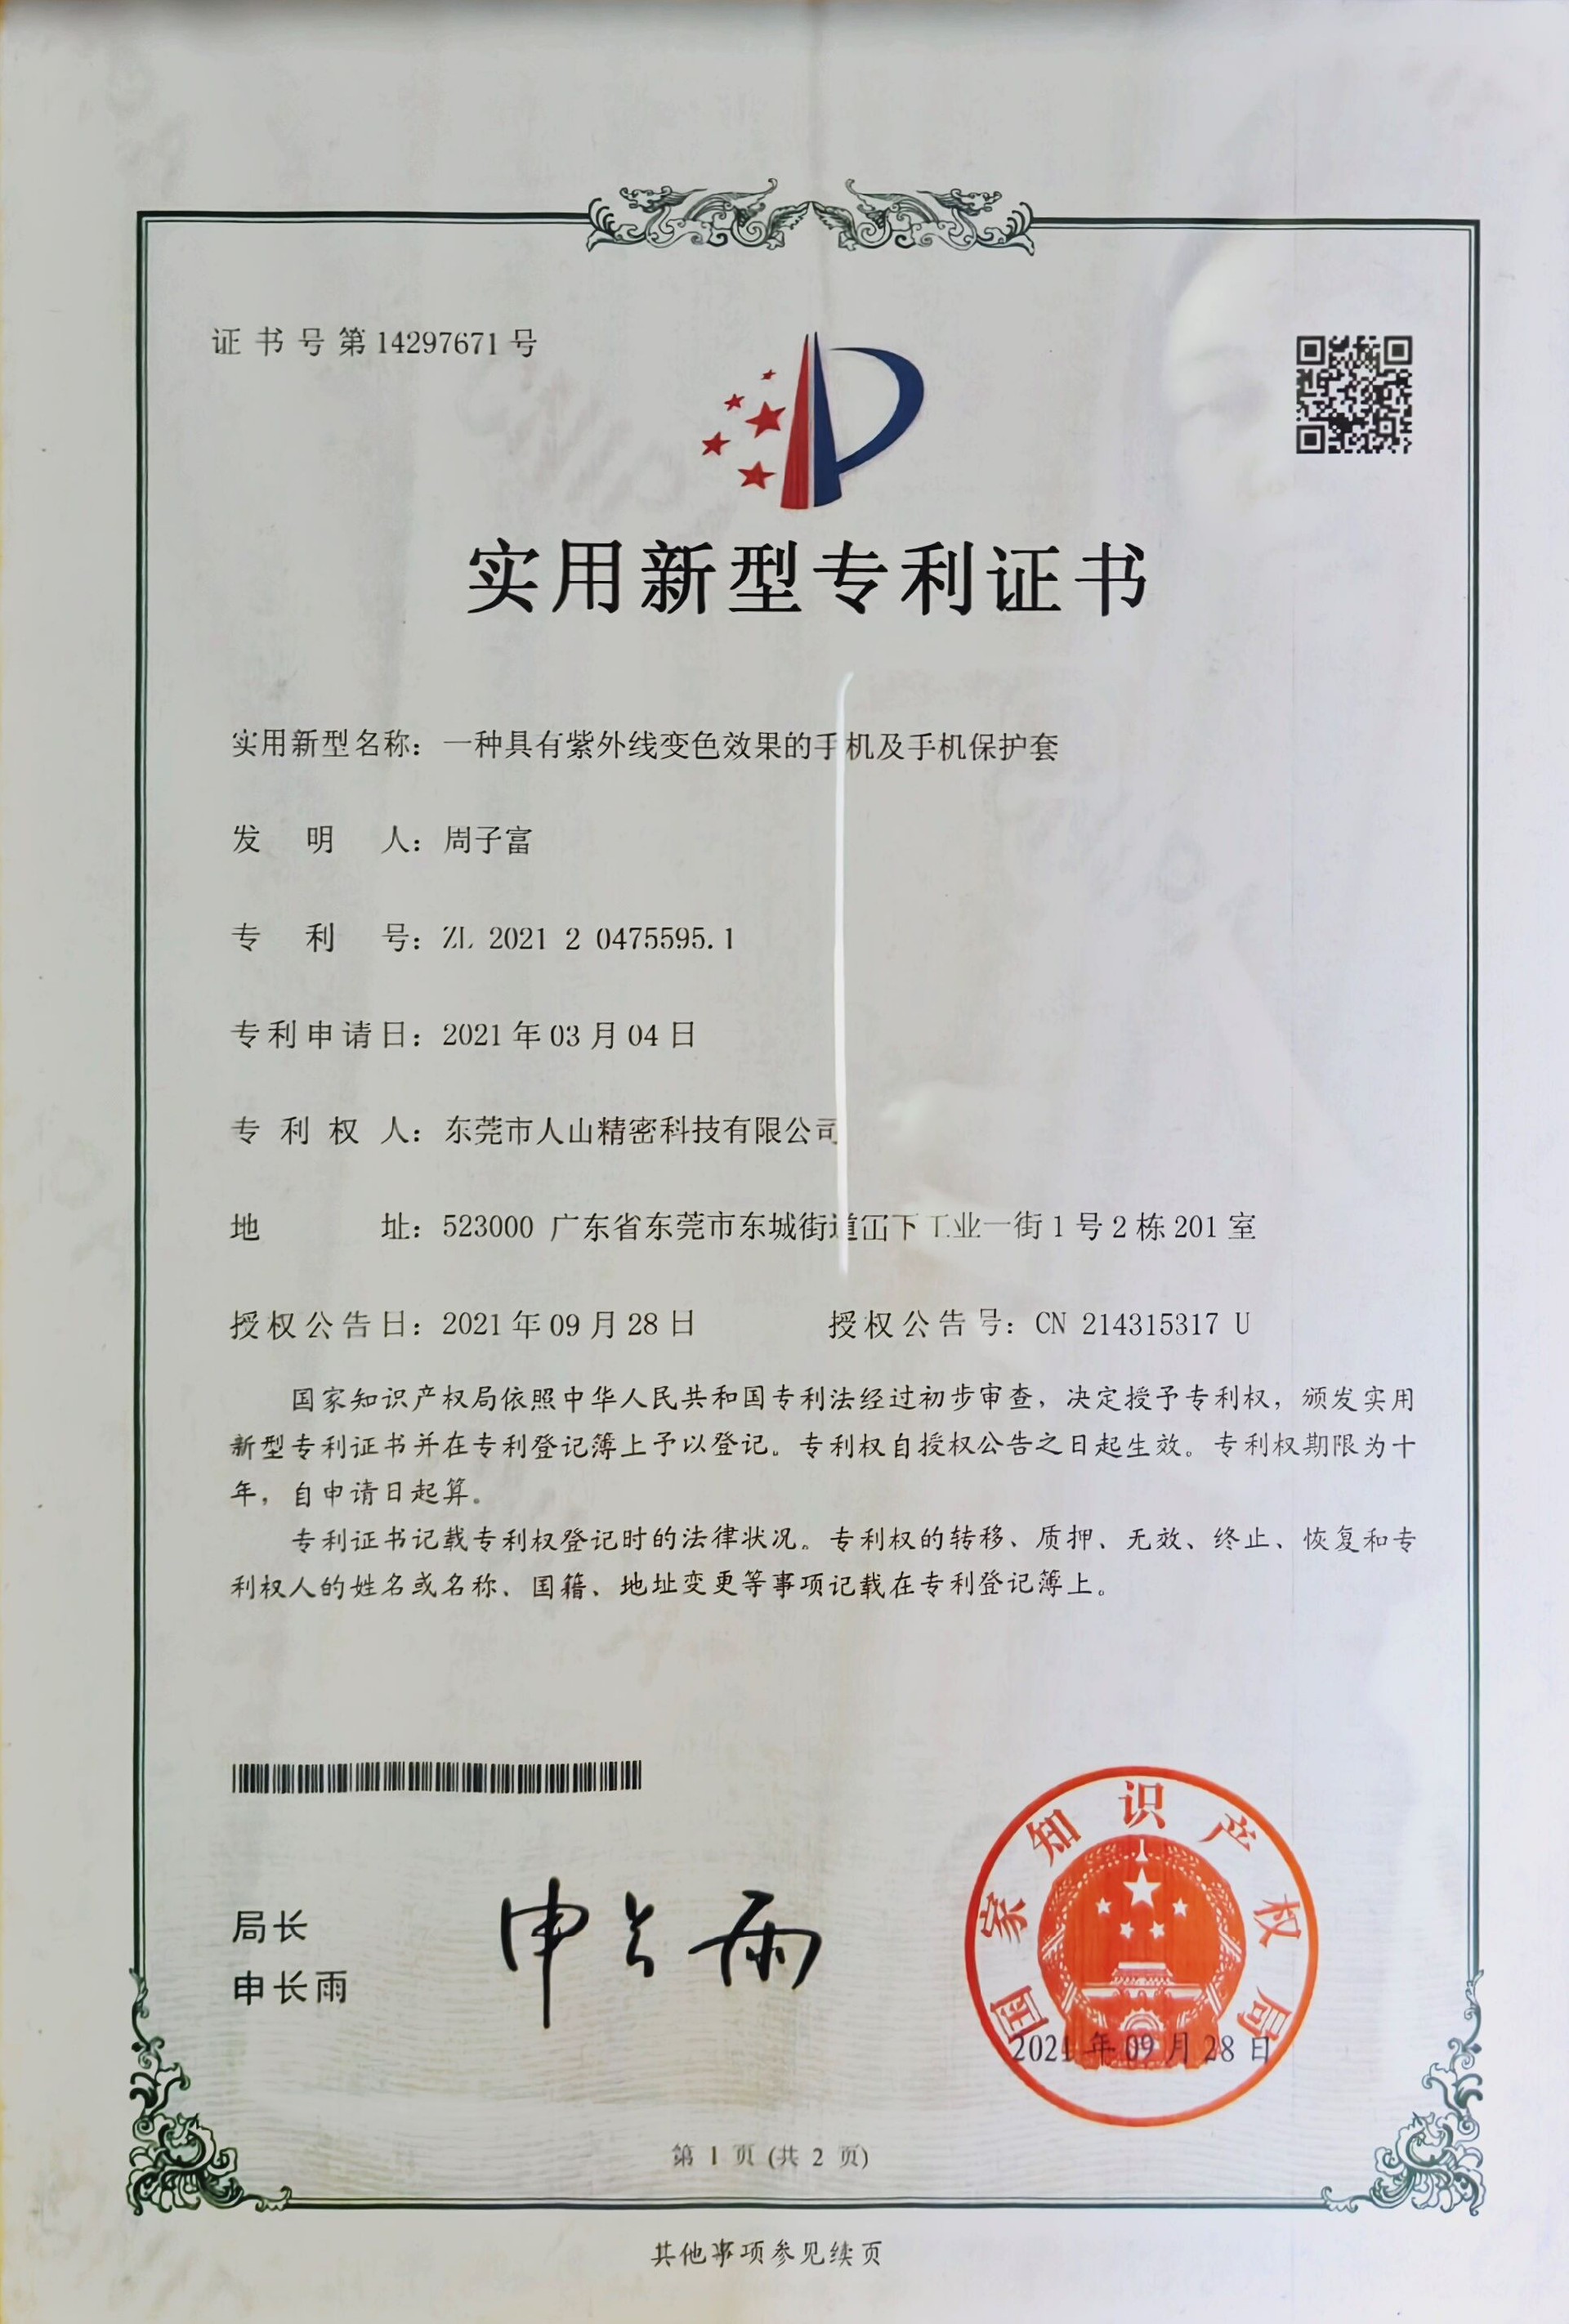 证书号第14297671号
实用新型专利证书
实用新型名称：一种具有紫外线变色效果的手机及手机保护套
发明人：周子富
专利号：ZL 2021 2 0475595.1
专利申请日：2021年03月04日
专利权人：东莞市人山精密科技有限公司
地址：523000 广东省东莞市东城街道下工业一街1号2栋201室
授权公告日：2021年09月28日 授权公告号：CN 214315317 U
国家知识产权局依照中华人民共和国专利法经过初步审查，决定授予专利权，颁发实用
新型专利证书并在专利登记簿上予以登记。专利权自授权公告之日起生效。专利权期限为十
年，自申请日起算。
专利证书记载专利权登记时的法律状况。专利权的转移、质押、无效、终止、恢复和专
利权人的姓名或名称、国籍、地址变更等事项记载在专利登记簿上。
局长
申长雨
申长雨
国家知识产权局
2021年09月28日
第 1 页 (共 2 页)
其他事项参见续页